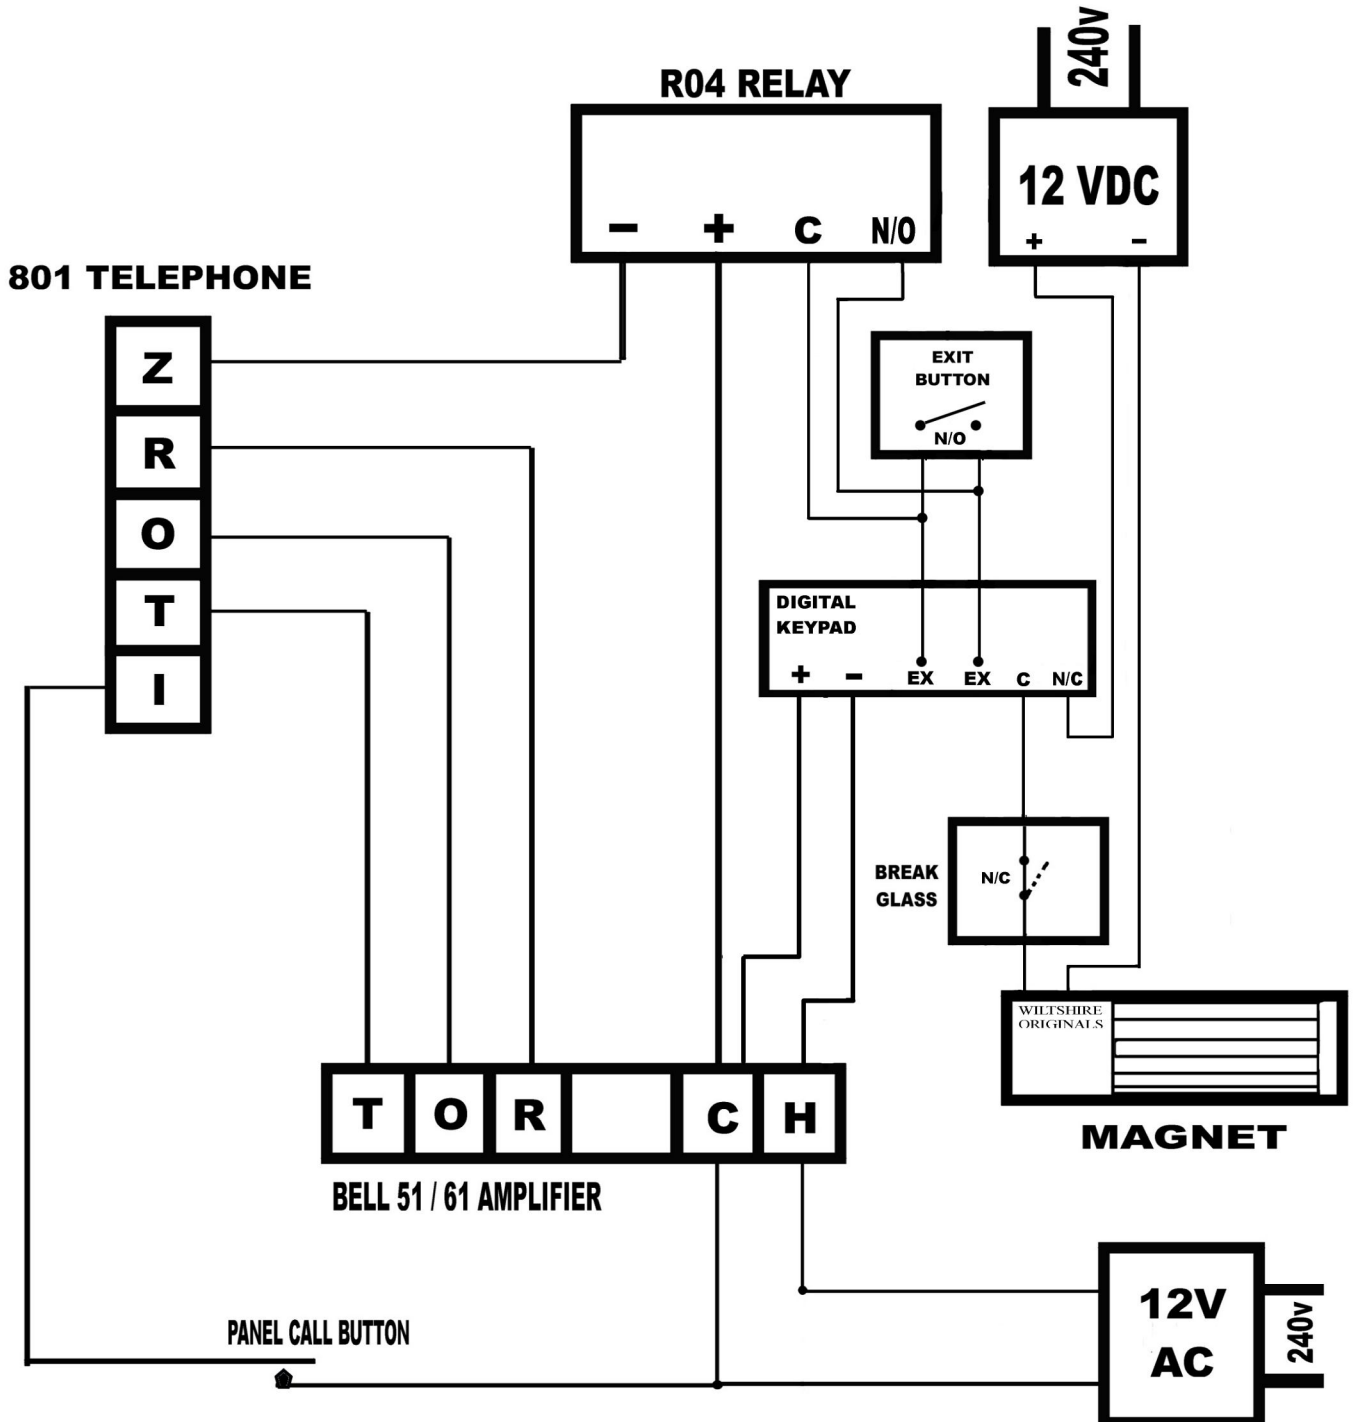 240v
R04 RELAY
12 VDC
- + C N/O
+ -
801 TELEPHONE
Z
R
O
T
I
EXIT
BUTTON
N/O
DIGITAL
KEYPAD
+ - EX EX C N/C
BREAK
GLASS
N/C
WILTSHIRE
ORIGINALS
MAGNET
T O R C H
BELL 51 / 61 AMPLIFIER
PANEL CALL BUTTON
12V
AC
240v